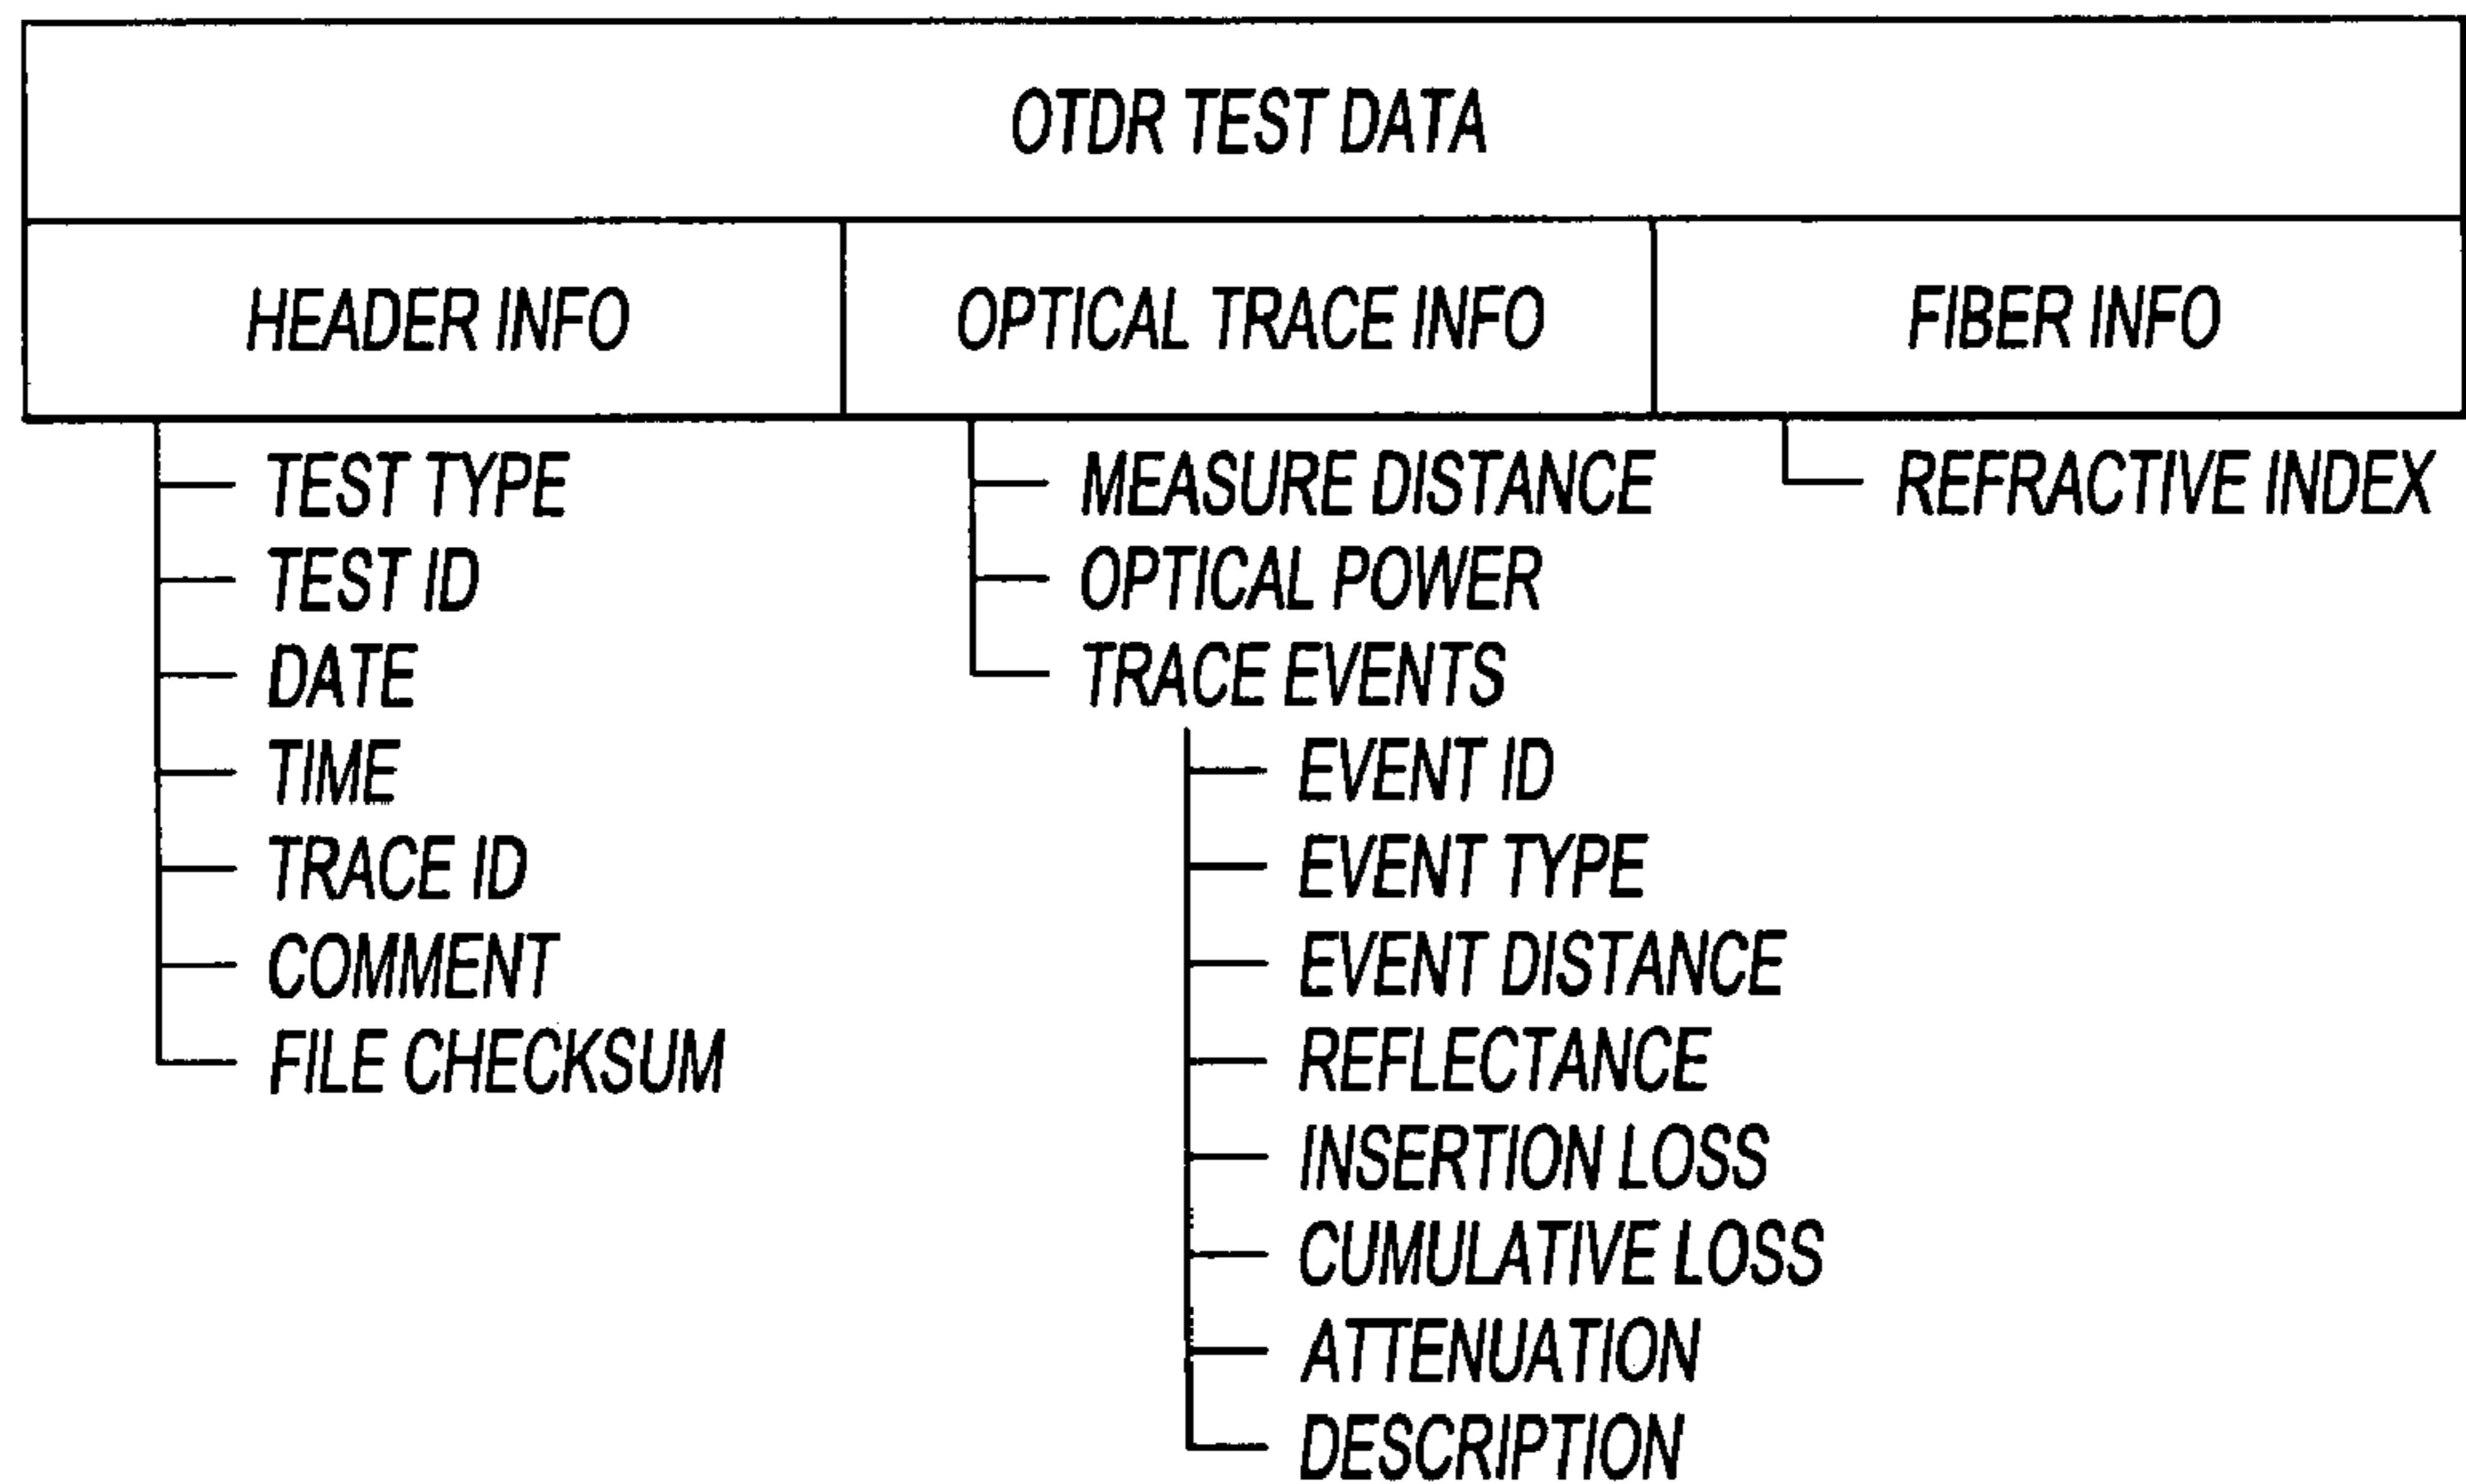 OTDR TEST DATA
HEADER INFO
OPTICAL TRACE INFO
FIBER INFO
TEST TYPE
TEST ID
DATE
TIME
TRACE ID
COMMENT
FILE CHECKSUM
MEASURE DISTANCE
OPTICAL POWER
TRACE EVENTS
EVENT ID
EVENT TYPE
EVENT DISTANCE
REFLECTANCE
INSERTION LOSS
CUMULATIVE LOSS
ATTENUATION
DESCRIPTION
REFRACTIVE INDEX